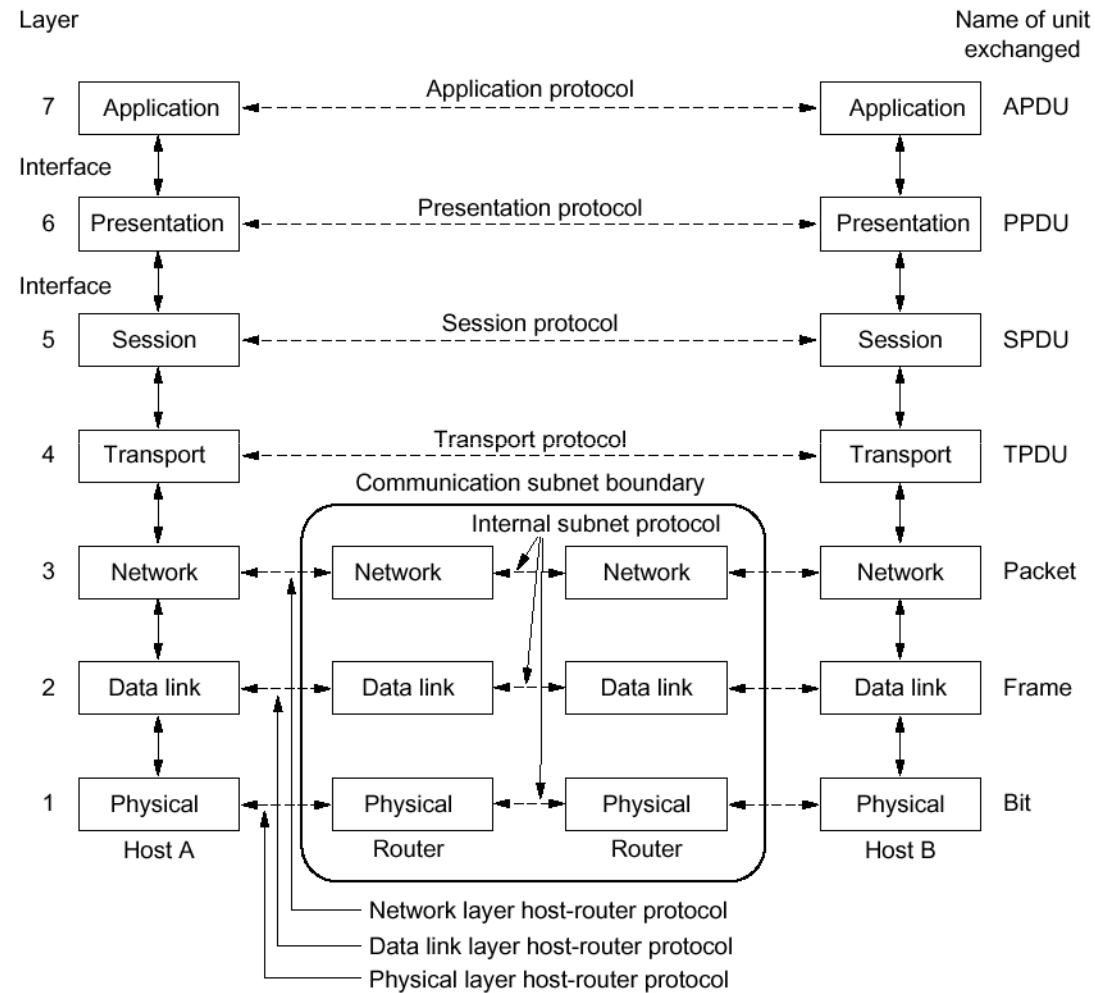 Layer
Name of unit
exchanged
Application protocol
7 Application Application APDU
Interface
Presentation protocol
6 Presentation Presentation PPDU
Interface
Session protocol
5 Session Session SPDU
Transport protocol
4 Transport Transport TPDU
Communication subnet boundary
Internal subnet protocol
3 Network Network Network Network Packet
2 Data link Data link Data link Data link Frame
1 Physical Physical Physical Physical Bit
Host A Router Router Host B
Network layer host-router protocol
Data link layer host-router protocol
Physical layer host-router protocol